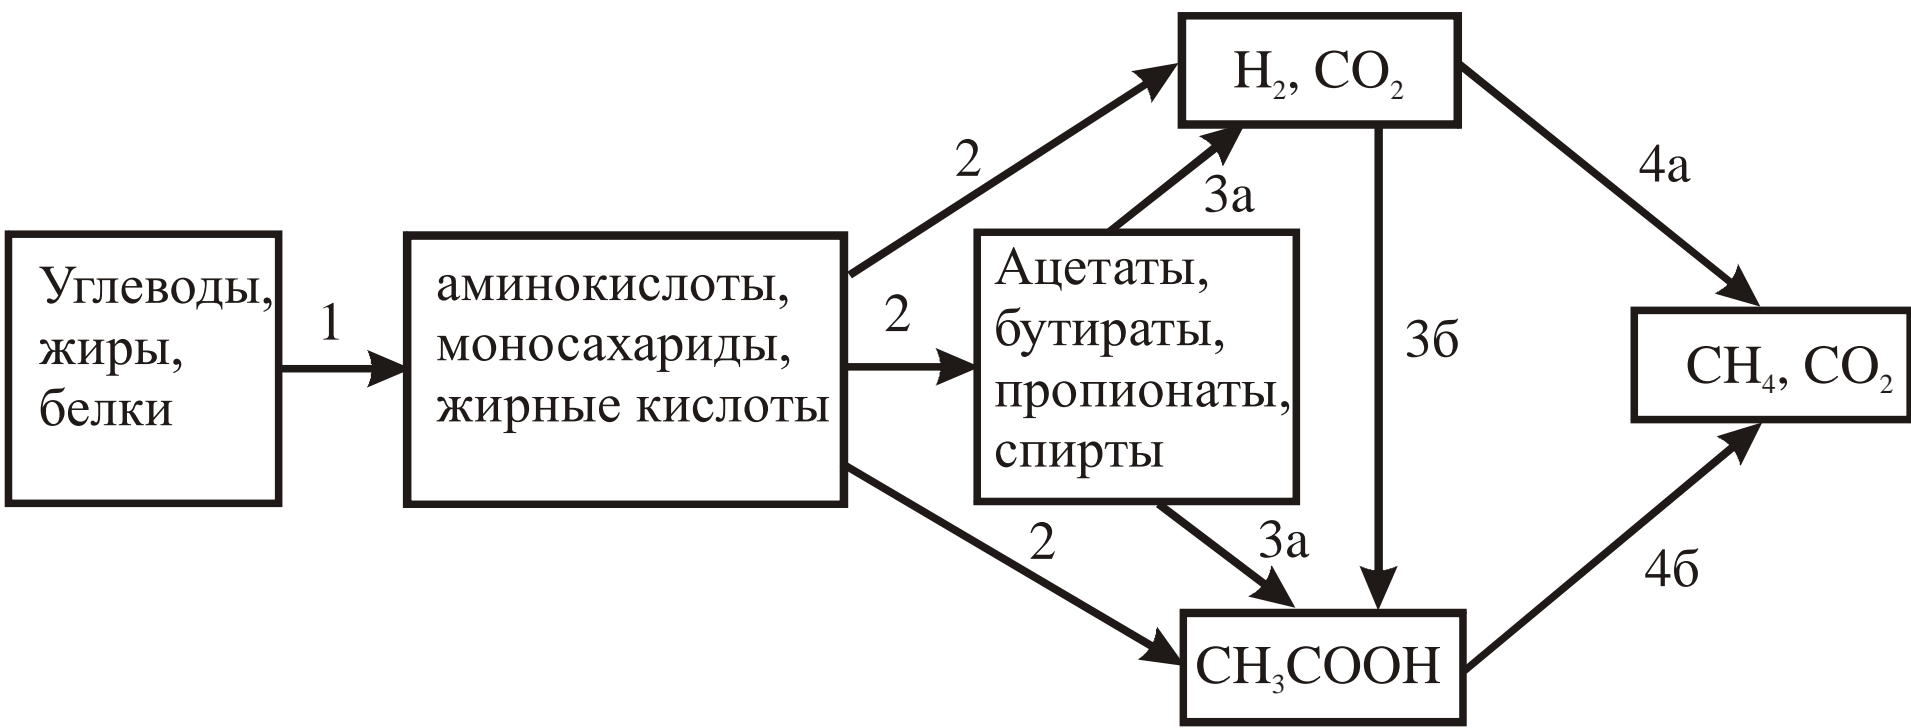 Углеводы,
жиры,
белки
1
аминокислоты,
моносахариды,
жирные кислоты
2
2
2
H₂, CO₂
3а
Ацетаты,
бутираты,
пропионаты,
спирты
3а
3б
CH₃COOH
4а
4б
CH₄, CO₂